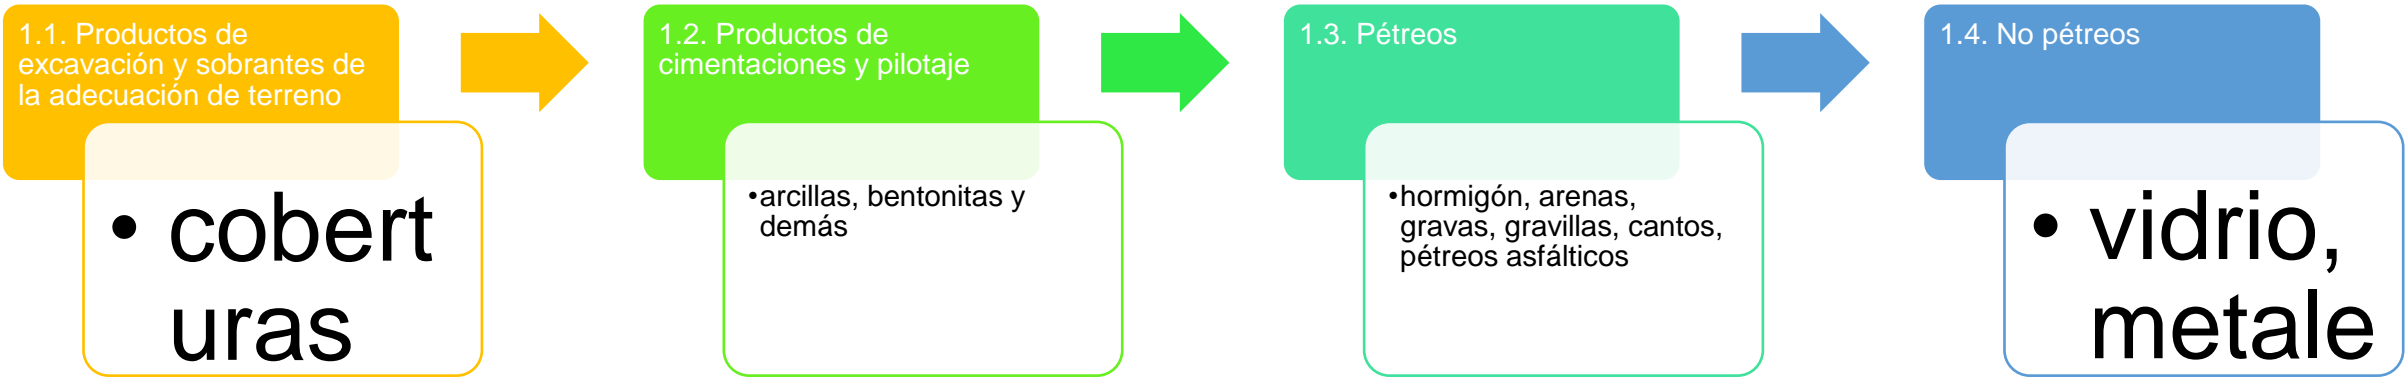 1.1. Productos de
excavación y sobrantes de
la adecuación de terreno
• cobert
uras
1.2. Productos de
cimentaciones y pilotaje
•arcillas, bentonitas y
demás
1.3. Pétreos
•hormigón, arenas,
gravas, gravillas, cantos,
pétreos asfálticos
1.4. No pétreos
• vidrio,
metale